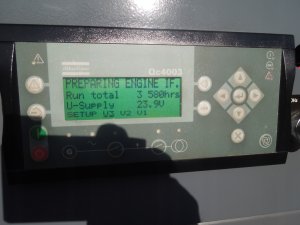 Qc4003
PREPARING ENGINE IF.
Run total 3 580hrs
U-Supply 23.9V
SETUP V3 V2 V1